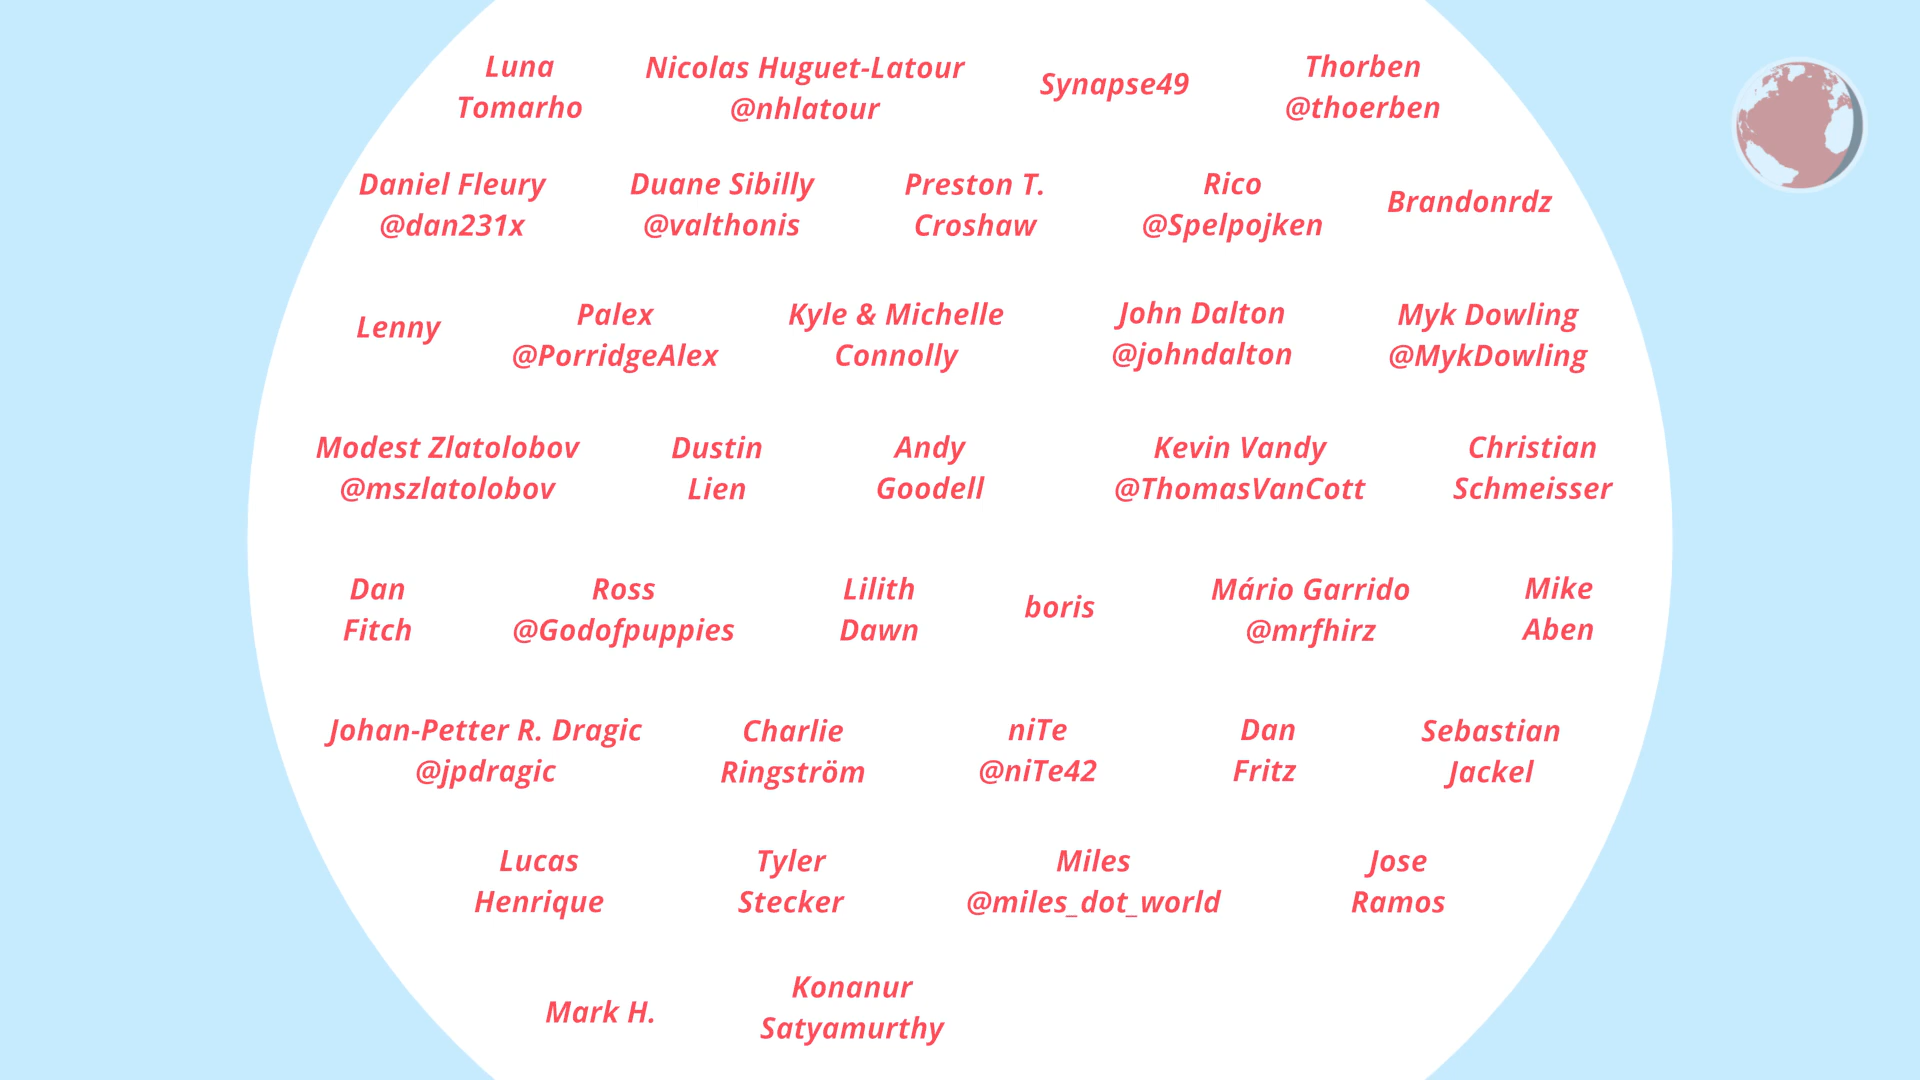 Luna
Tomarho
Nicolas Huguet-Latour
@nhlatour
Synapse49
Thorben
@thoerben
Daniel Fleury
@dan231x
Duane Sibilly
@valthonis
Preston T.
Croshaw
Rico
@Spelpojken
Brandonrdz
Lenny
Palex
@PorridgeAlex
Kyle & Michelle
Connolly
John Dalton
@johndalton
Myk Dowling
@MykDowling
Modest Zlatolobov
@mszlatolobov
Dustin
Lien
Andy
Goodell
Kevin Vandy
@ThomasVanCott
Christian
Schmeisser
Dan
Fitch
Ross
@Godofpuppies
Lilith
Dawn
boris
Mário Garrido
@mrfhirz
Mike
Aben
Johan-Petter R. Dragic
@jpdragic
Charlie
Ringström
niTe
@niTe42
Dan
Fritz
Sebastian
Jackel
Lucas
Henrique
Tyler
Stecker
Miles
@miles_dot_world
Jose
Ramos
Mark H.
Konanur
Satyamurthy